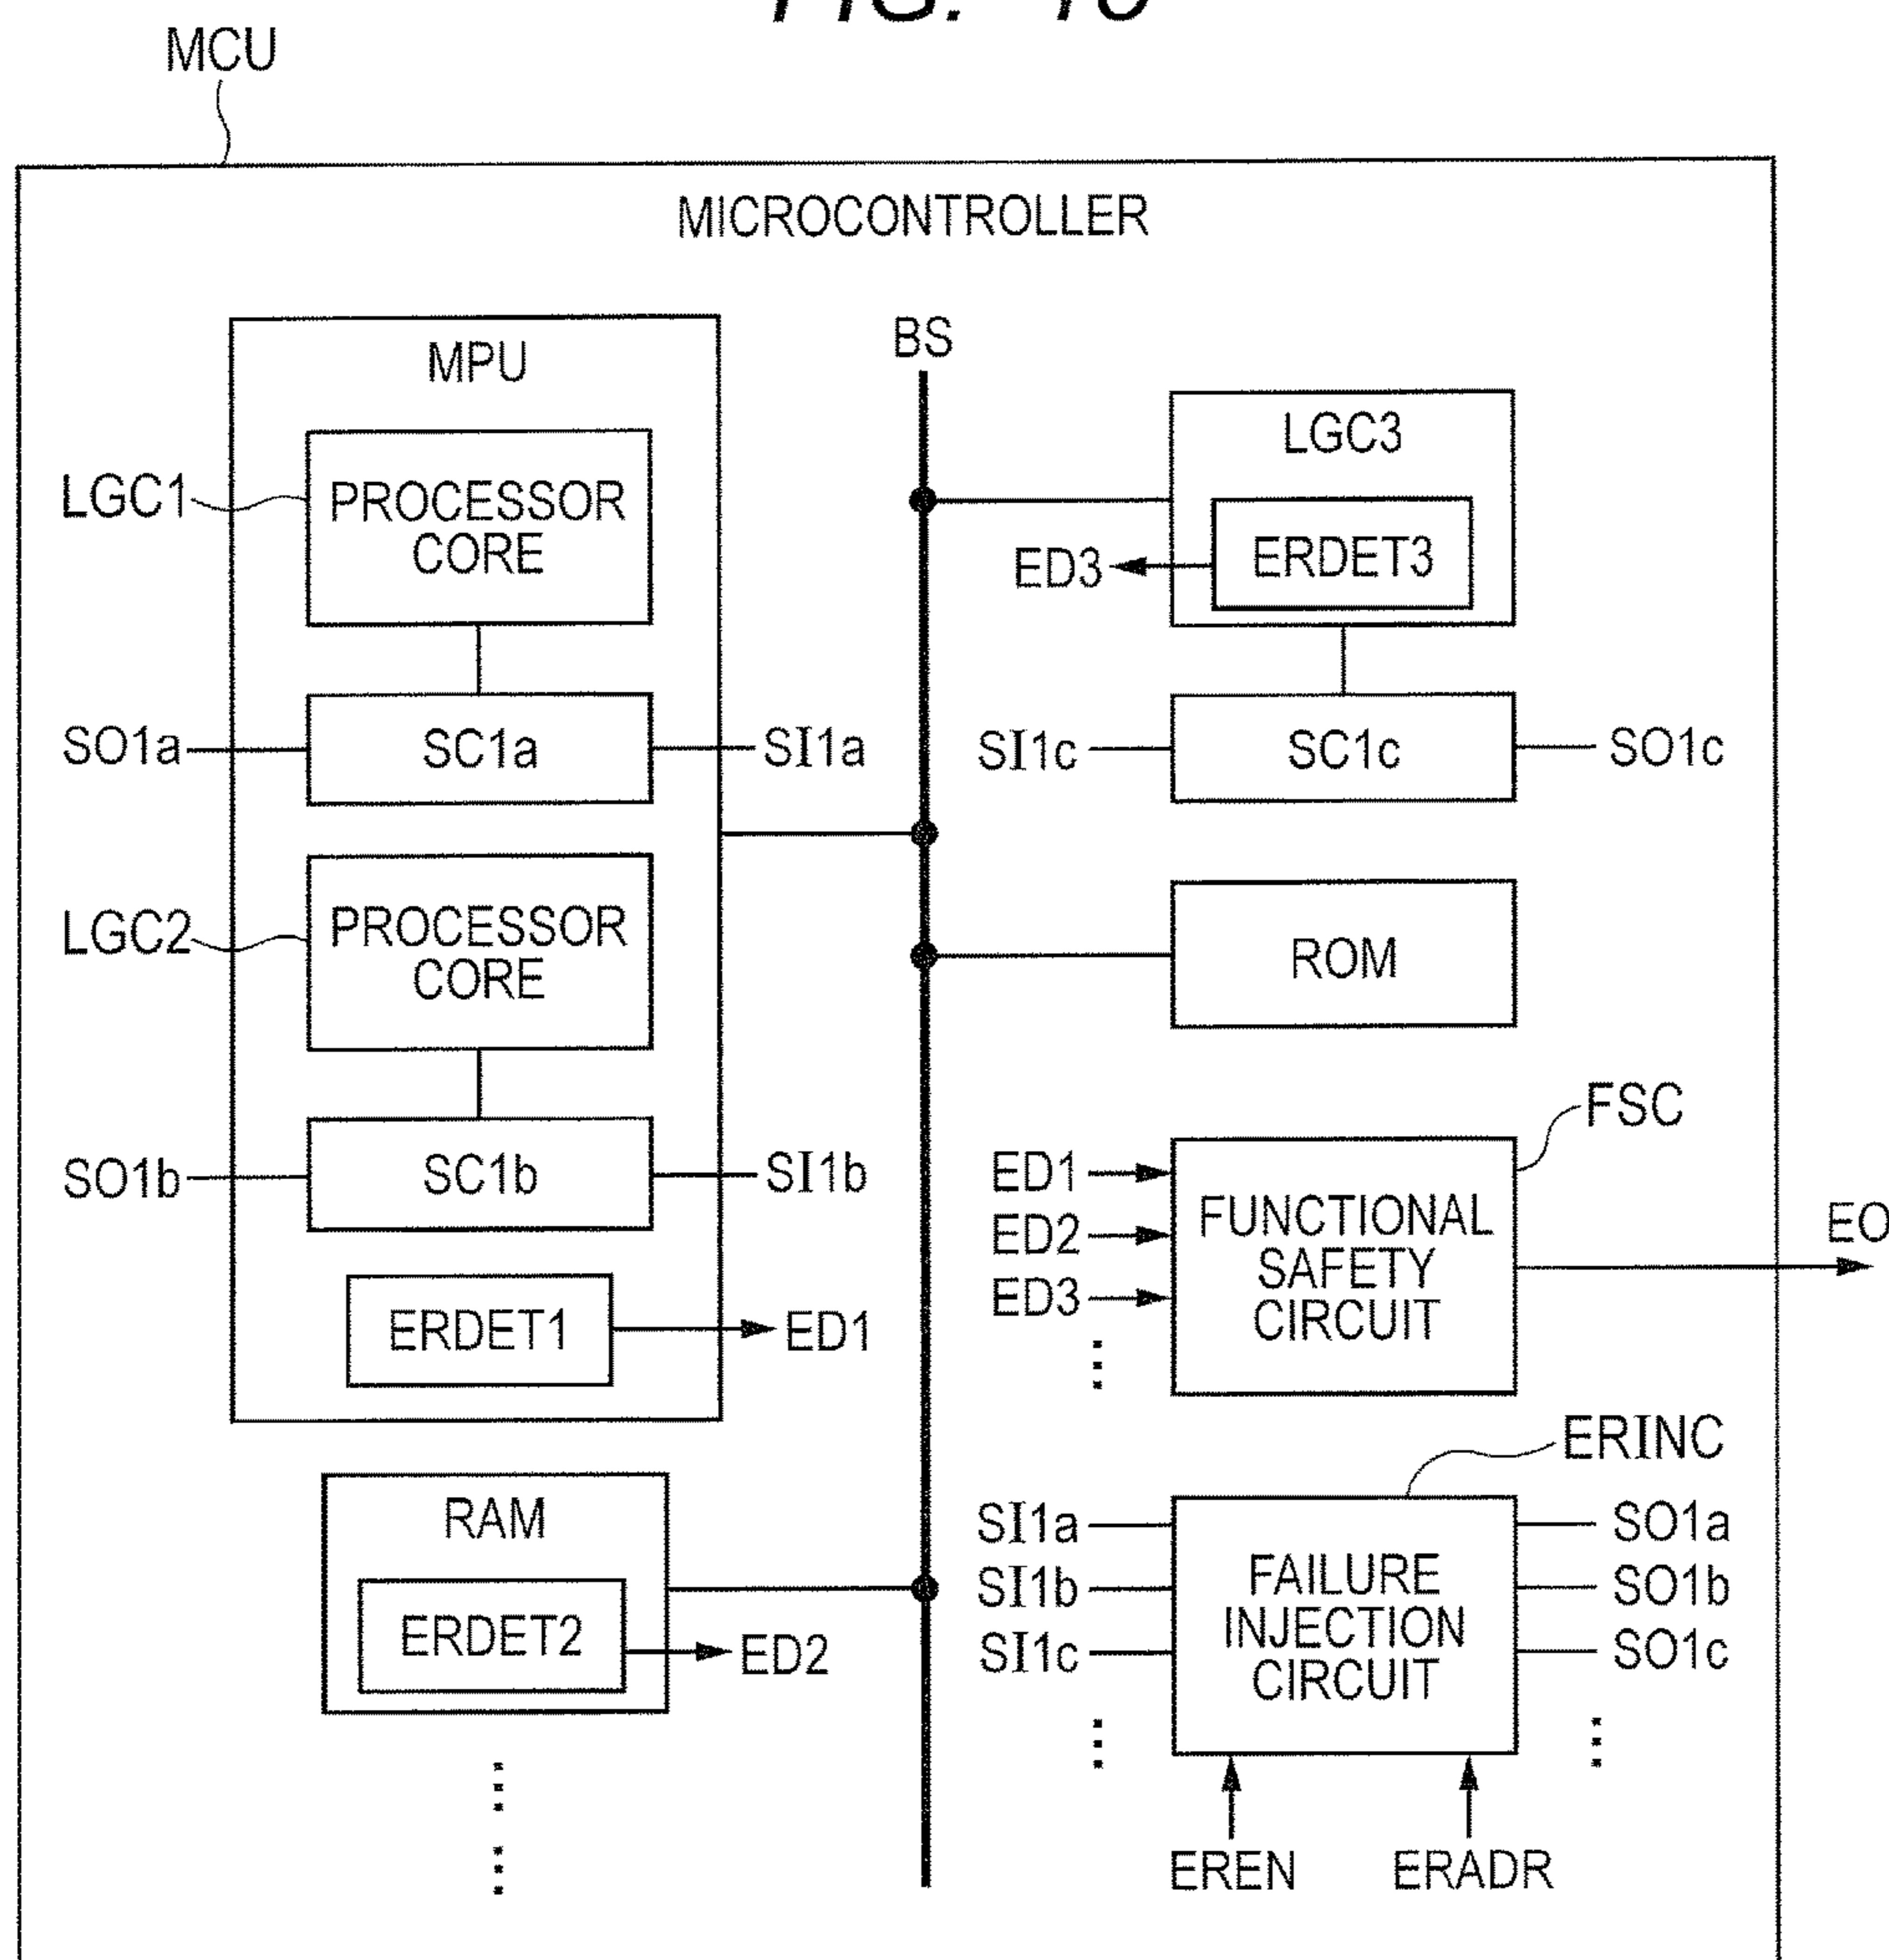 MCU
MICROCONTROLLER
MPU
LGC1
PROCESSOR
CORE
SO1a
SC1a
SI1a
LGC2
PROCESSOR
CORE
SO1b
SC1b
SI1b
ERDET1
ED1
RAM
ERDET2
ED2
BS
LGC3
ERDET3
ED3
SI1c
SC1c
SO1c
ROM
FSC
ED1
ED2
ED3
FUNCTIONAL
SAFETY
CIRCUIT
EO
ERINC
SI1a
SI1b
SI1c
FAILURE
INJECTION
CIRCUIT
SO1a
SO1b
SO1c
EREN
ERADR